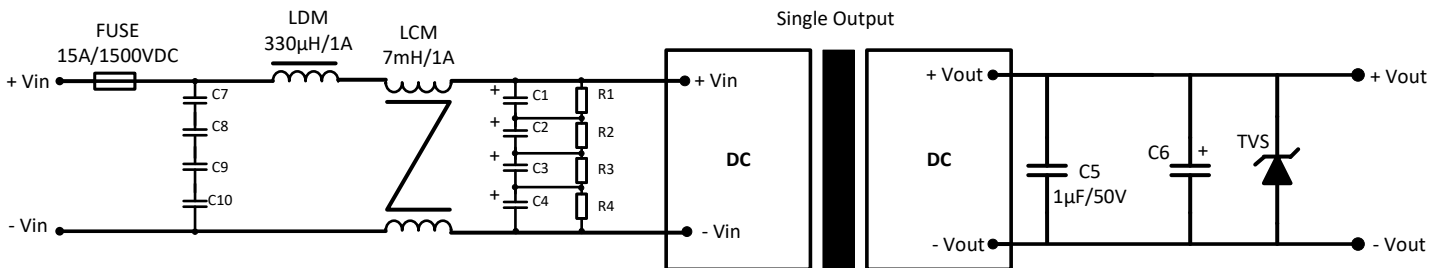 Single Output
FUSE
15A/1500VDC
LDM
330µH/1A
LCM
7mH/1A
+ Vin
C7
C8
C9
C10
- Vin
+ C1
+ C2
+ C3
+ C4
R1
R2
R3
R4
+ Vin
DC
- Vin
+ Vout
DC
- Vout
C5
1µF/50V
C6 +
TVS
+ Vout
- Vout